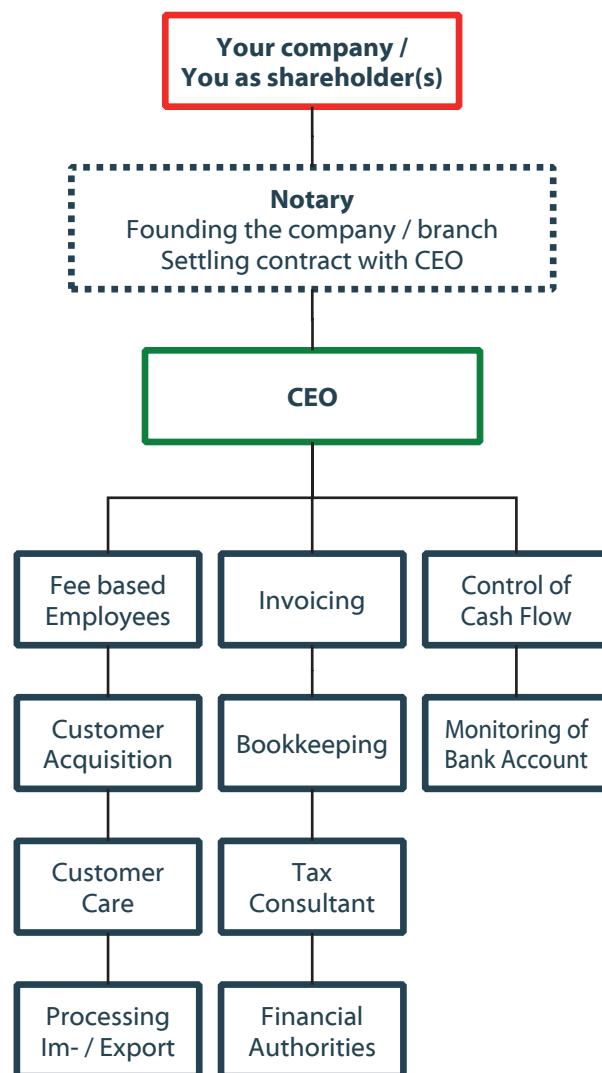 Your company /
You as shareholder(s)
Notary
Founding the company / branch
Settling contract with CEO
CEO
Fee based
Employees
Invoicing
Control of
Cash Flow
Customer
Acquisition
Bookkeeping
Monitoring of
Bank Account
Customer
Care
Tax
Consultant
Processing
Im- / Export
Financial
Authorities